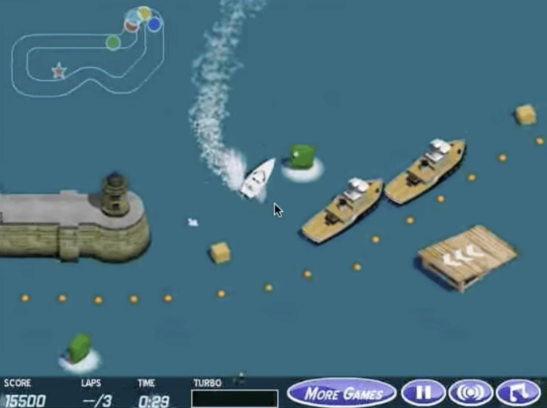 SCORE LAPS TIME TURBO
15500 --/3 0:29 MORE GAMES